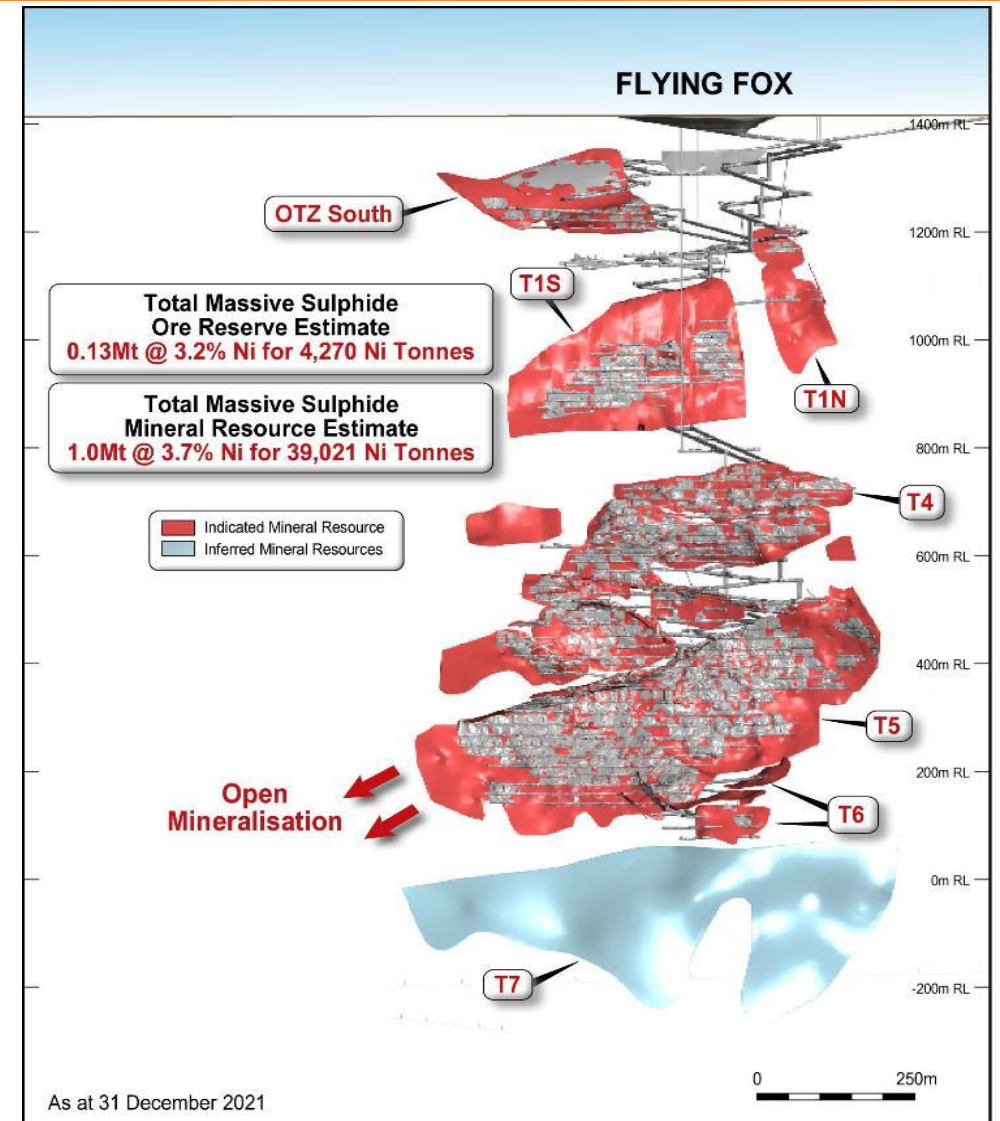 FLYING FOX
1400m RL
OTZ South
1200m RL
T1S
Total Massive Sulphide
Ore Reserve Estimate
0.13Mt @ 3.2% Ni for 4,270 Ni Tonnes
1000m RL
T1N
Total Massive Sulphide
Mineral Resource Estimate
1.0Mt @ 3.7% Ni for 39,021 Ni Tonnes
800m RL
T4
Indicated Mineral Resource
Inferred Mineral Resources
600m RL
400m RL
T5
200m RL
Open
Mineralisation
T6
0m RL
T7
-200m RL
0 250m
As at 31 December 2021